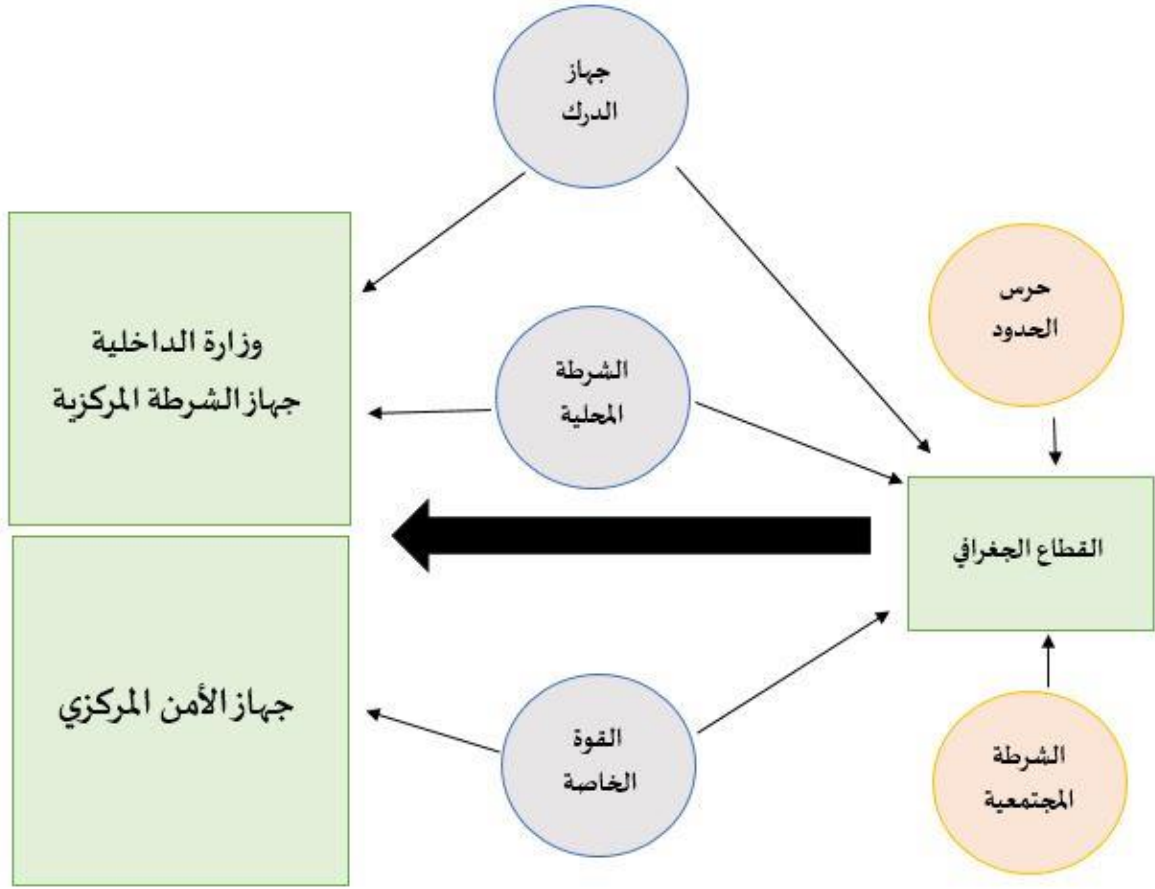 جهاز
الدرك
حرس
الحدود
وزارة الداخلية
جهاز الشرطة المركزية
الشرطة
المحلية
القطاع الجغرافي
جهاز الأمن المركزي
القوة
الخاصة
الشرطة
المجتمعية